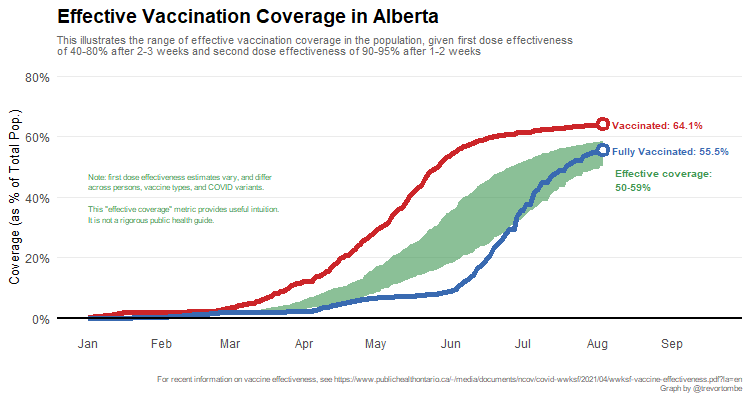 Effective Vaccination Coverage in Alberta
This illustrates the range of effective vaccination coverage in the population, given first dose effectiveness
of 40-80% after 2-3 weeks and second dose effectiveness of 90-95% after 1-2 weeks
Coverage (as % of Total Pop.)
80%
60%
40%
20%
0%
Note: first dose effectiveness estimates vary, and differ
across persons, vaccine types, and COVID variants.
This "effective coverage" metric provides useful intuition.
It is not a rigorous public health guide.
Vaccinated: 64.1%
Fully Vaccinated: 55.5%
Effective coverage:
50-59%
Jan Feb Mar Apr May Jun Jul Aug Sep
For recent information on vaccine effectiveness, see https://www.publichealthontario.ca/-/media/documents/ncov/covid-wwksf/2021/04/wwksf-vaccine-effectiveness.pdf?la=en
Graph by @trevortombe